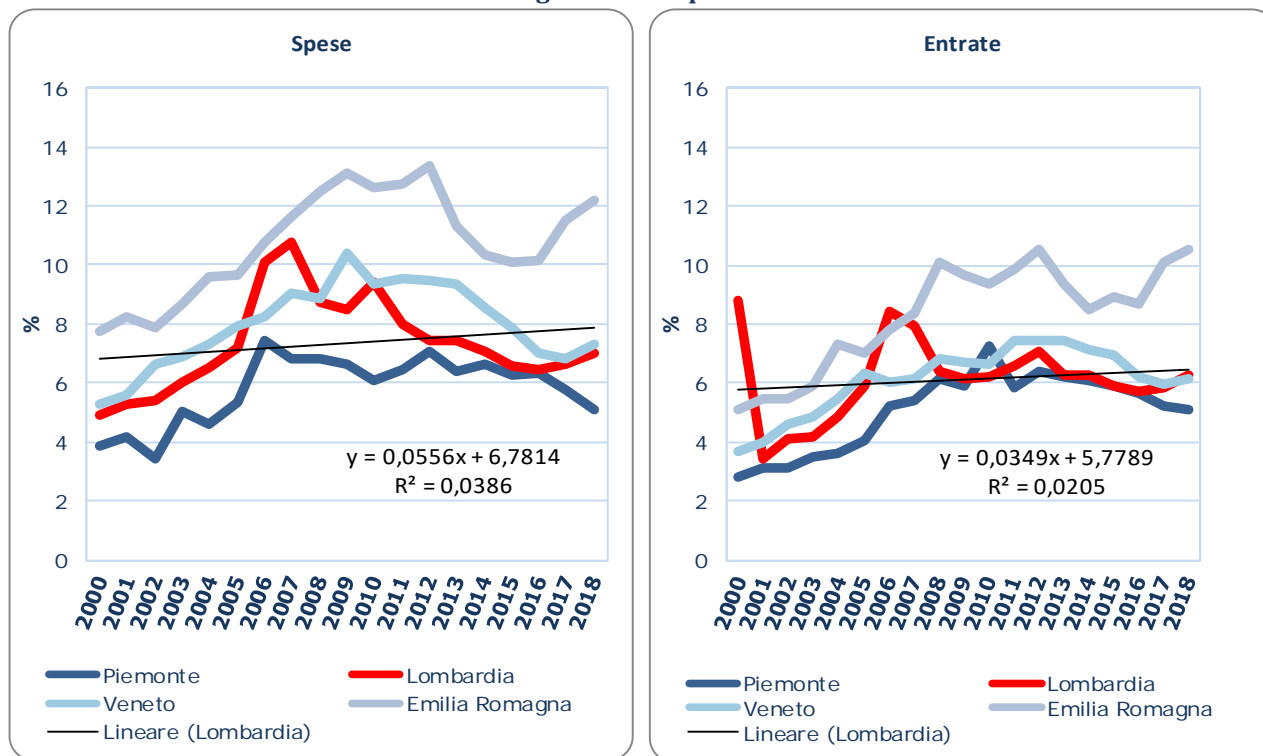 Spese
16
14
12
10
8
6
4
2
0
%
y = 0,0556x + 6,7814
R² = 0,0386
2000 2001 2002 2003 2004 2005 2006 2007 2008 2009 2010 2011 2012 2013 2014 2015 2016 2017 2018
Piemonte Lombardia
Veneto Emilia Romagna
Lineare (Lombardia)
Entrate
16
14
12
10
8
6
4
2
0
%
y = 0,0349x + 5,7789
R² = 0,0205
2000 2001 2002 2003 2004 2005 2006 2007 2008 2009 2010 2011 2012 2013 2014 2015 2016 2017 2018
Piemonte Lombardia
Veneto Emilia Romagna
Lineare (Lombardia)